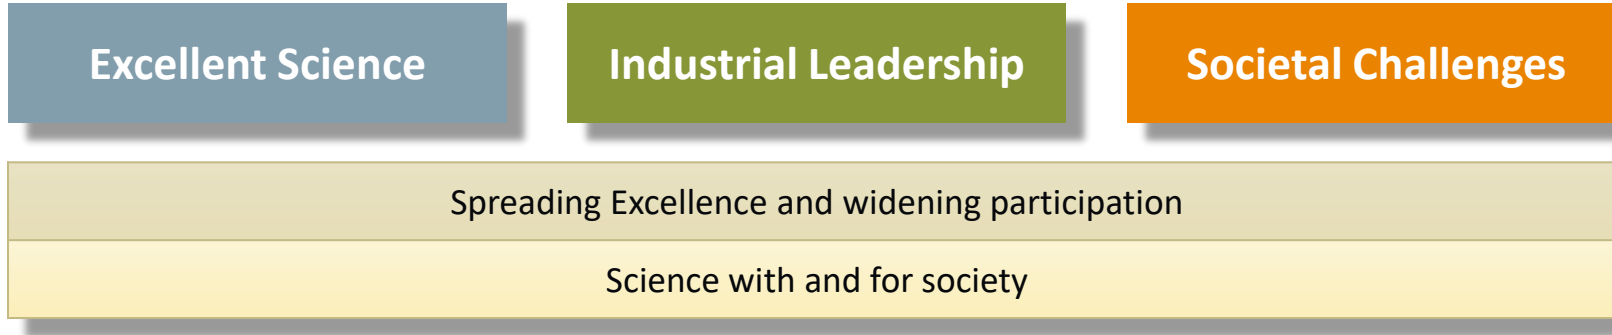 Excellent Science
Industrial Leadership
Societal Challenges
Spreading Excellence and widening participation
Science with and for society